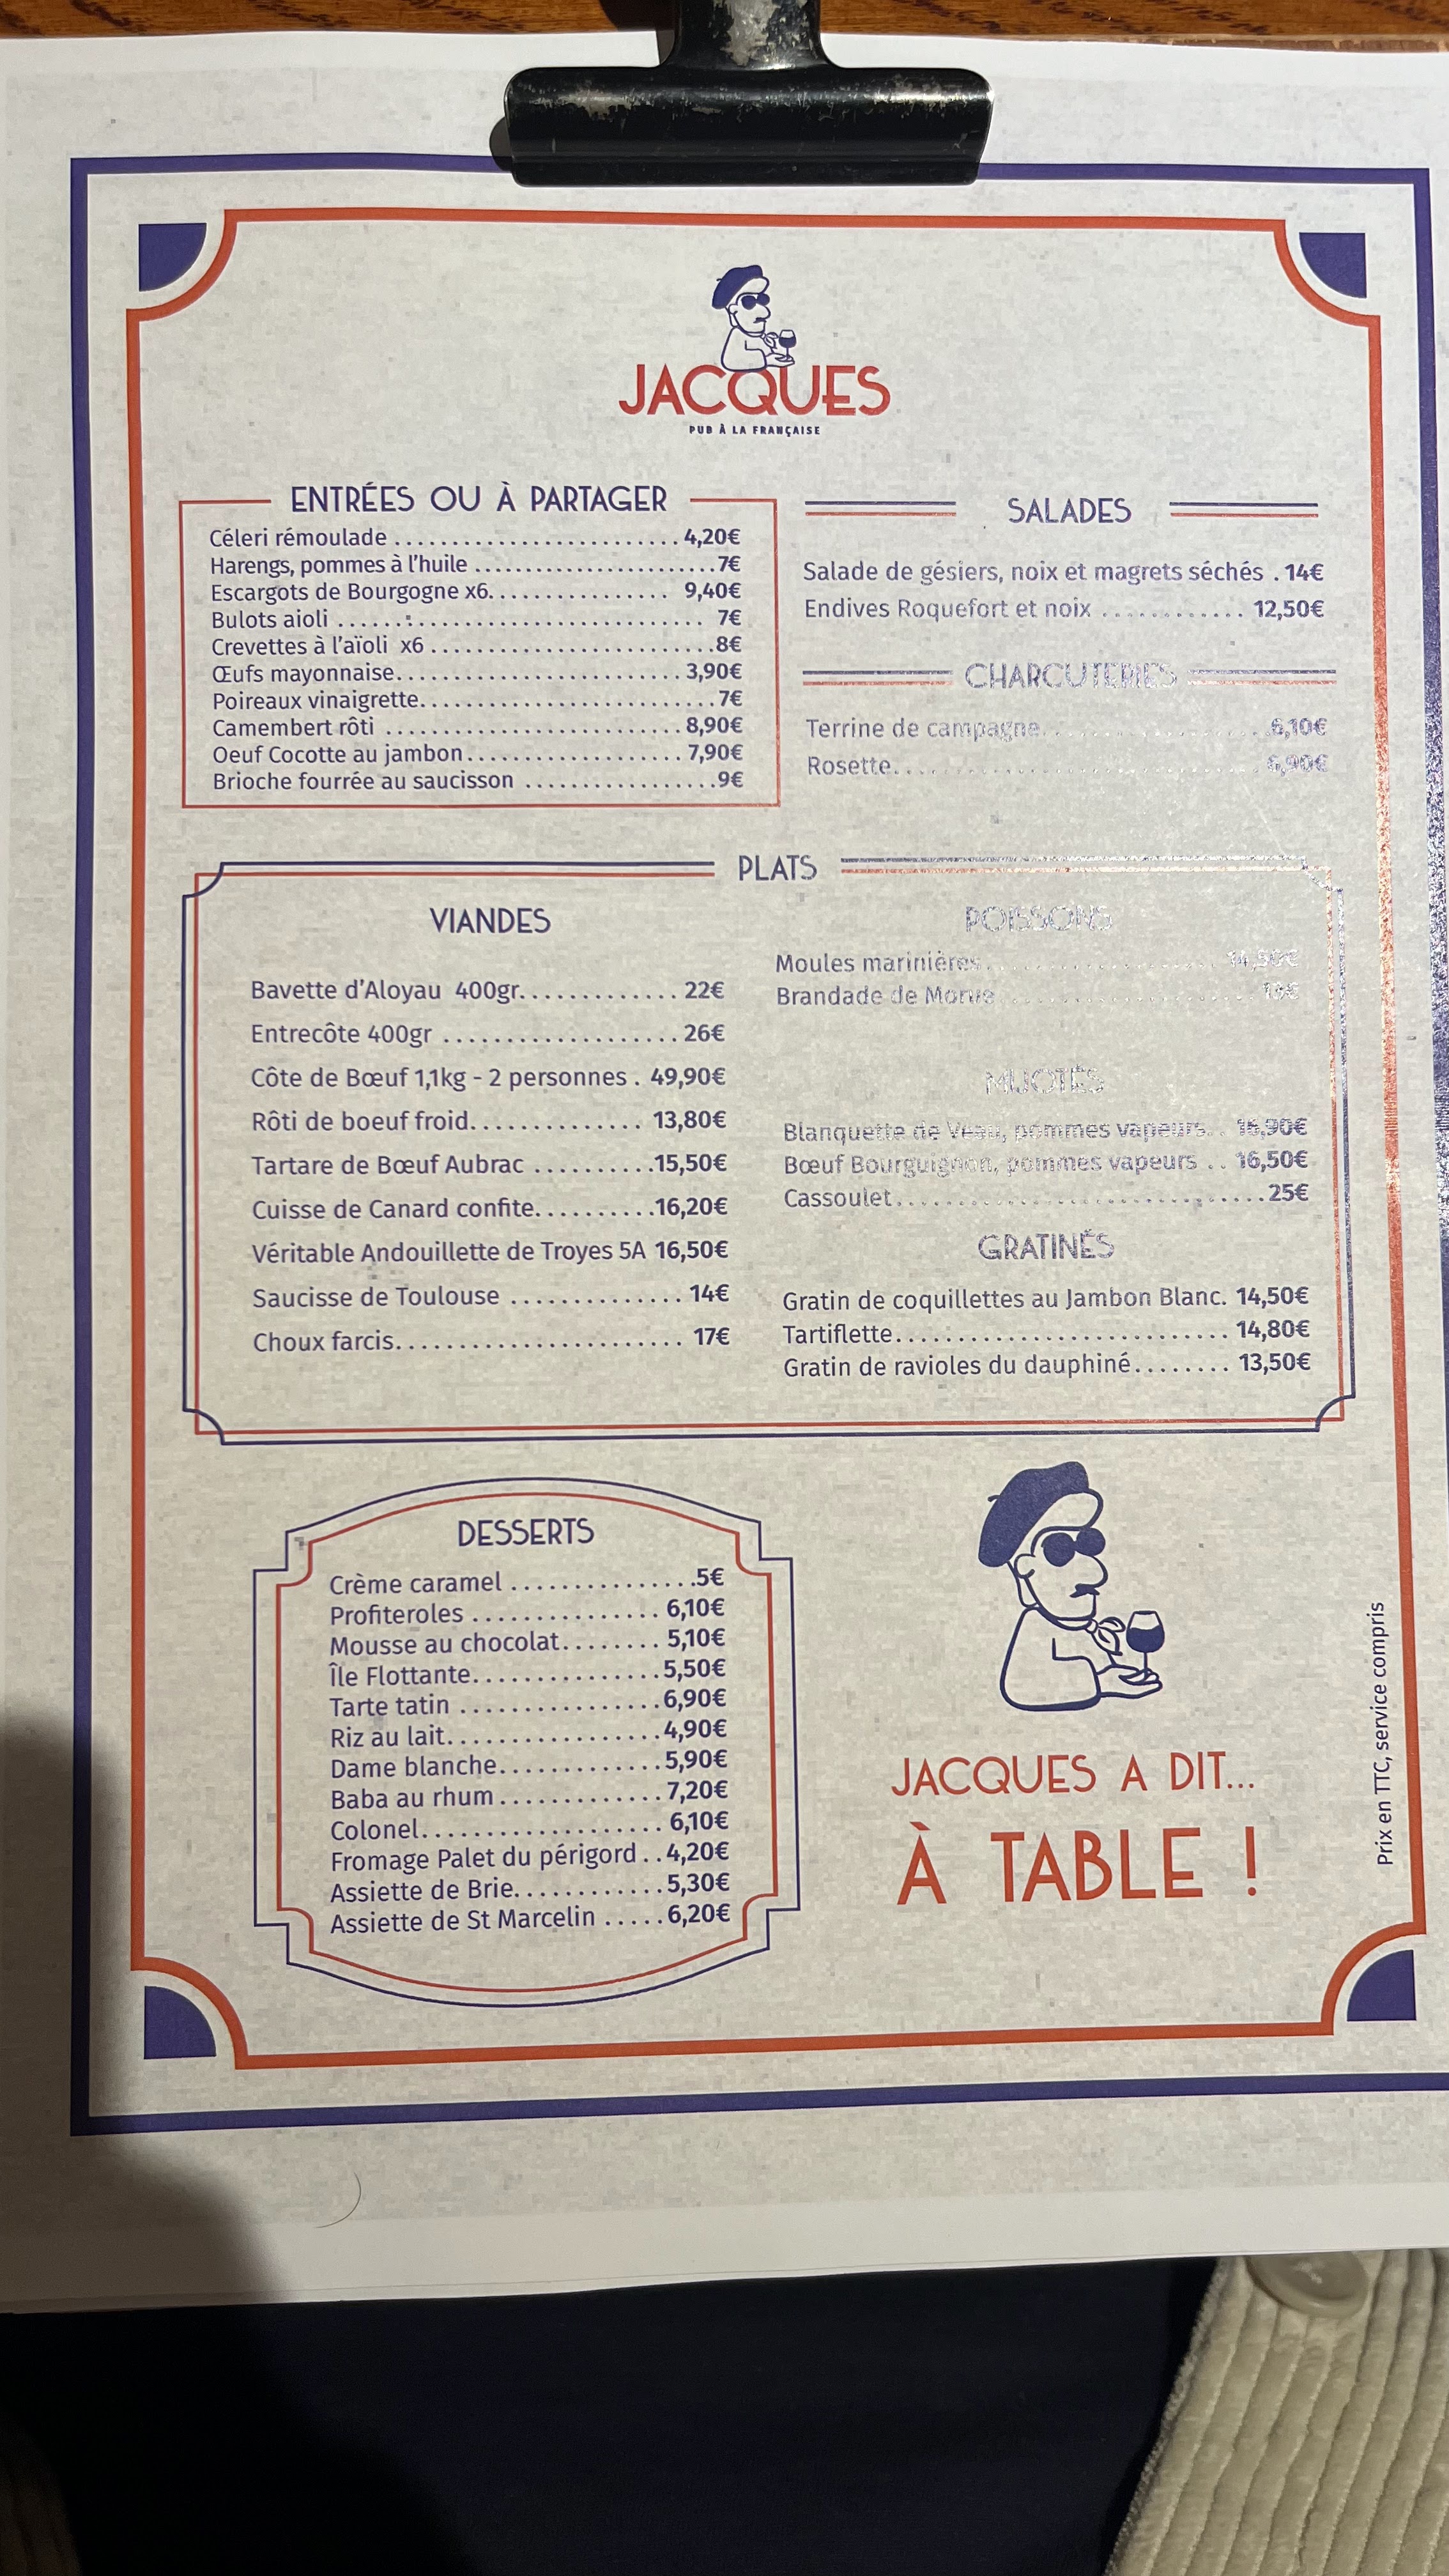 JACQUES
PUB À LA FRANÇAISE
ENTRÉES OU À PARTAGER
Céleri rémoulade ........................ 4,20€
Harengs, pommes à l'huile ..................... 7€
Escargots de Bourgogne x6. ............... 9,40€
Bulots aioli ................................ 7€
Crevettes à l'aïoli x6 ......................... 8€
Œufs mayonnaise. ........................ 3,90€
Poireaux vinaigrette. .......................... 7€
Camembert rôti .......................... 8,90€
Oeuf Cocotte au jambon ................... 7,90€
Brioche fourrée au saucisson ................. 9€
SALADES
Salade de gésiers, noix et magrets séchés . 14€
Endives Roquefort et noix ............ 12,50€
CHARCUTERIES
Terrine de campagne. ................... 6,10€
Rosette. ................................ 6,90€
PLATS
VIANDES
Bavette d'Aloyau 400gr. ............. 22€
Entrecôte 400gr .................... 26€
Côte de Bœuf 1,1kg - 2 personnes . 49,90€
Rôti de boeuf froid. .............. 13,80€
Tartare de Bœuf Aubrac ........... 15,50€
Cuisse de Canard confite. .......... 16,20€
Véritable Andouillette de Troyes 5A 16,50€
Saucisse de Toulouse ............... 14€
Choux farcis. ........................ 17€
POISSONS
Moules marinières. .................... 14,50€
Brandade de Morue .......................
MIJOTÉS
Blanquette de Veau, pommes vapeurs. . 16,90€
Bœuf Bourguignon, pommes vapeurs .. 16,50€
Cassoulet. ................................ 25€
GRATINÉS
Gratin de coquillettes au Jambon Blanc. 14,50€
Tartiflette. ............................ 14,80€
Gratin de ravioles du dauphiné. ....... 13,50€
DESSERTS
Crème caramel ................ 5€
Profiteroles ................ 6,10€
Mousse au chocolat. ....... 5,10€
Île Flottante. ............... 5,50€
Tarte tatin ................. 6,90€
Riz au lait. .................. 4,90€
Dame blanche. ............. 5,90€
Baba au rhum .............. 7,20€
Colonel. .................... 6,10€
Fromage Palet du périgord . . 4,20€
Assiette de Brie. ............ 5,30€
Assiette de St Marcelin ..... 6,20€
JACQUES A DIT...
À TABLE !
Prix en TTC, service compris